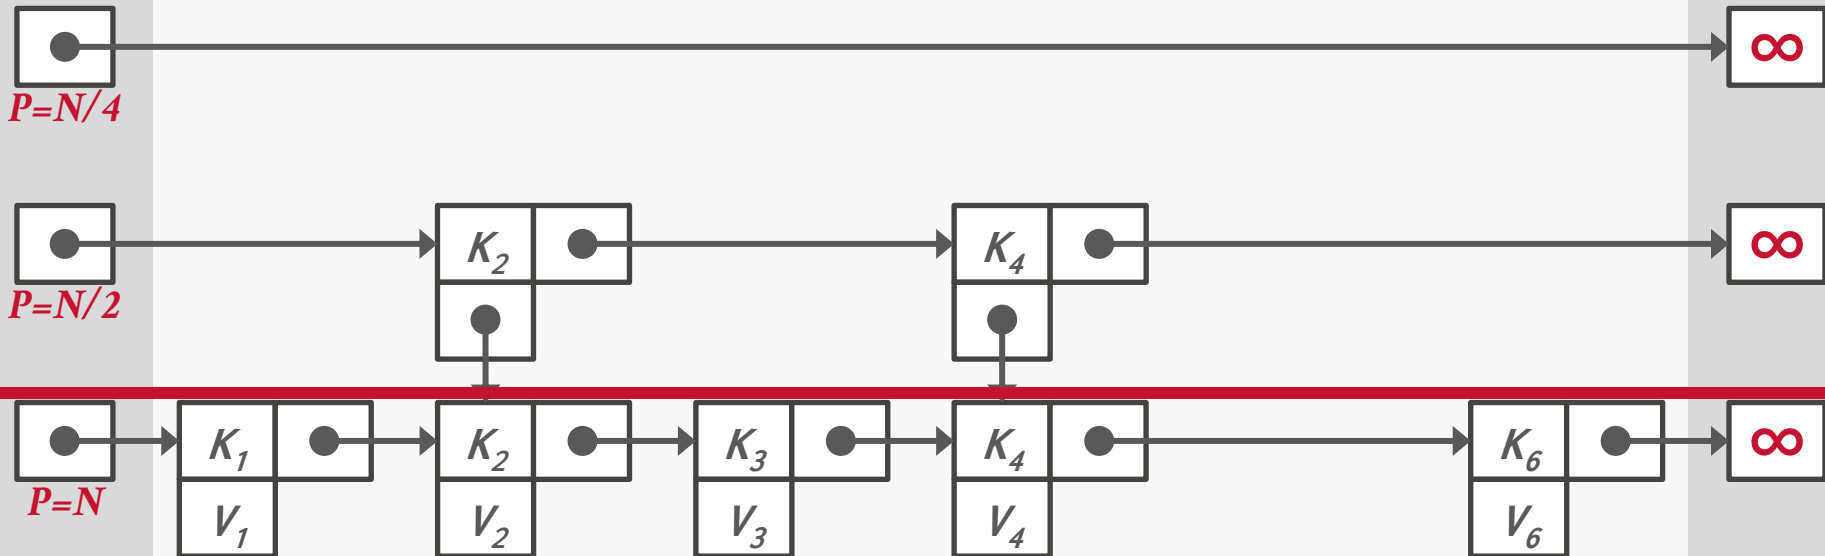 ∞
P=N/4
K₂ K₄ ∞
P=N/2
K₁ K₂ K₃ K₄ K₆ ∞
P=N
V₁ V₂ V₃ V₄ V₆